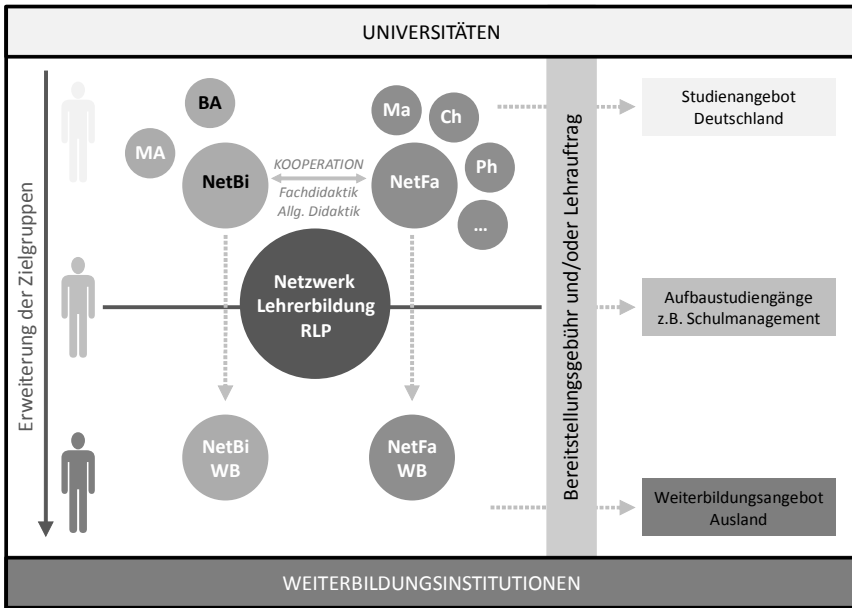 UNIVERSITÄTEN
Erweiterung der Zielgruppen
BA
MA
NetBi
KOOPERATION
Fachdidaktik
Allg. Didaktik
Ma
Ch
Ph
...
NetFa
Netzwerk
Lehrerbildung
RLP
NetBi
WB
NetFa
WB
Bereitstellungsgebühr und/oder Lehrauftrag
Studienangebot
Deutschland
Aufbaustudiengänge
z.B. Schulmanagement
Weiterbildungsangebot
Ausland
WEITERBILDUNGSINSTITUTIONEN